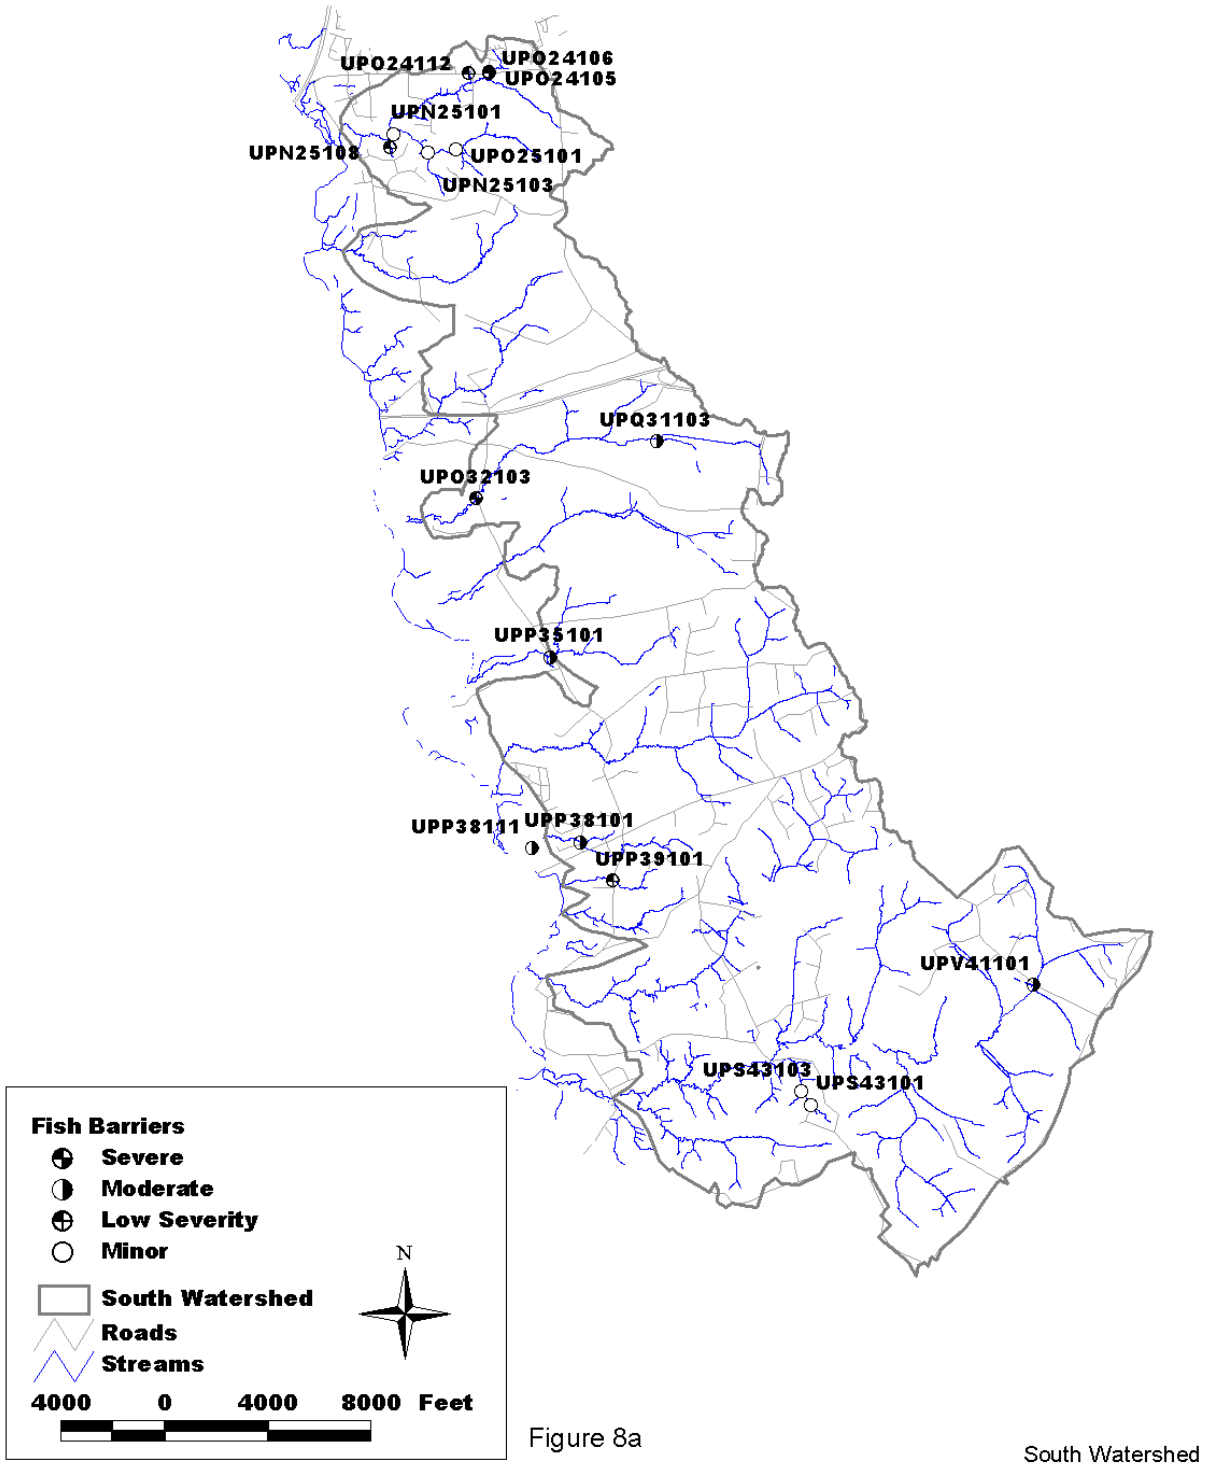 UPO24112
UPO24106
UPO24105
UPN25101
UPN25108
UPO25101
UPN25103
UPQ31103
UPO32103
UPP35101
UPP38111
UPP38101
UPP39101
UPV41101
UPS43103
UPS43101
Fish Barriers
Severe
Moderate
Low Severity
Minor
South Watershed
Roads
Streams
N
4000 0 4000 8000 Feet
Figure 8a
South Watershed